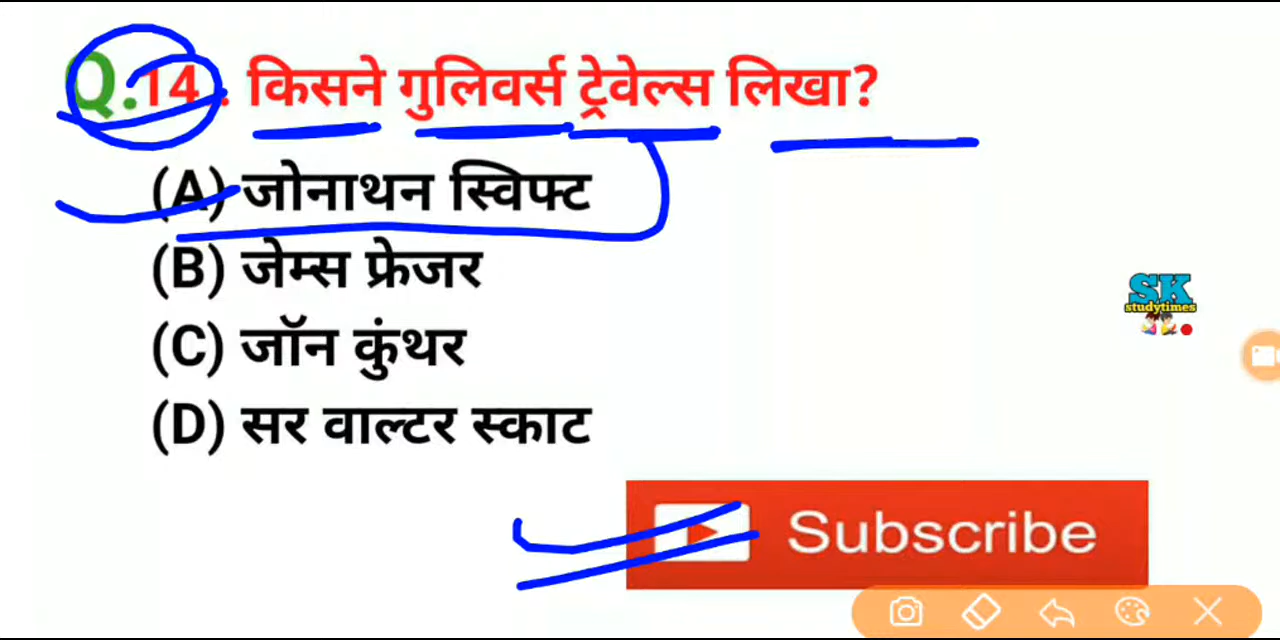 Q.14. किसने गुलिवर्स ट्रेवेल्स लिखा?
(A) जोनाथन स्विफ्ट
(B) जेम्स फ्रेजर
(C) जॉन कुंथर
(D) सर वाल्टर स्काट
SK
studytimes
Subscribe